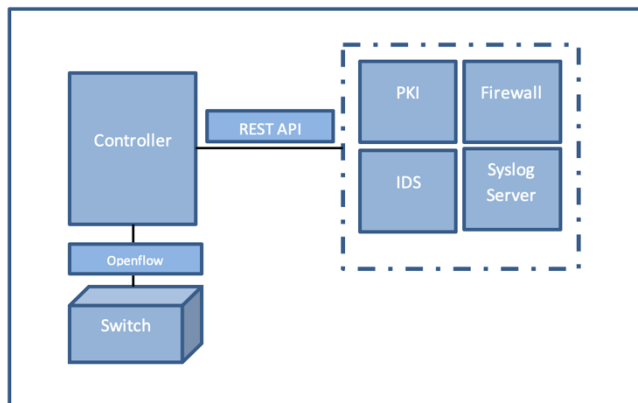 Controller
REST API
PKI
Firewall
IDS
Syslog
Server
Openflow
Switch